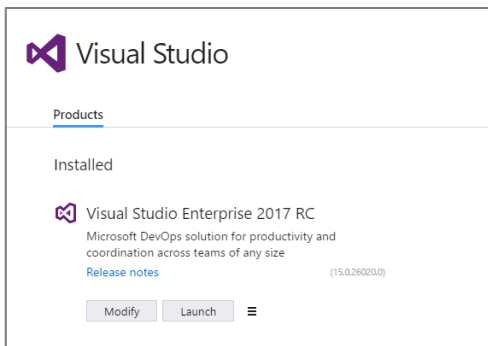 Visual Studio
Products
Installed
Visual Studio Enterprise 2017 RC
Microsoft DevOps solution for productivity and
coordination across teams of any size
Release notes (15.0.26020.0)
Modify Launch